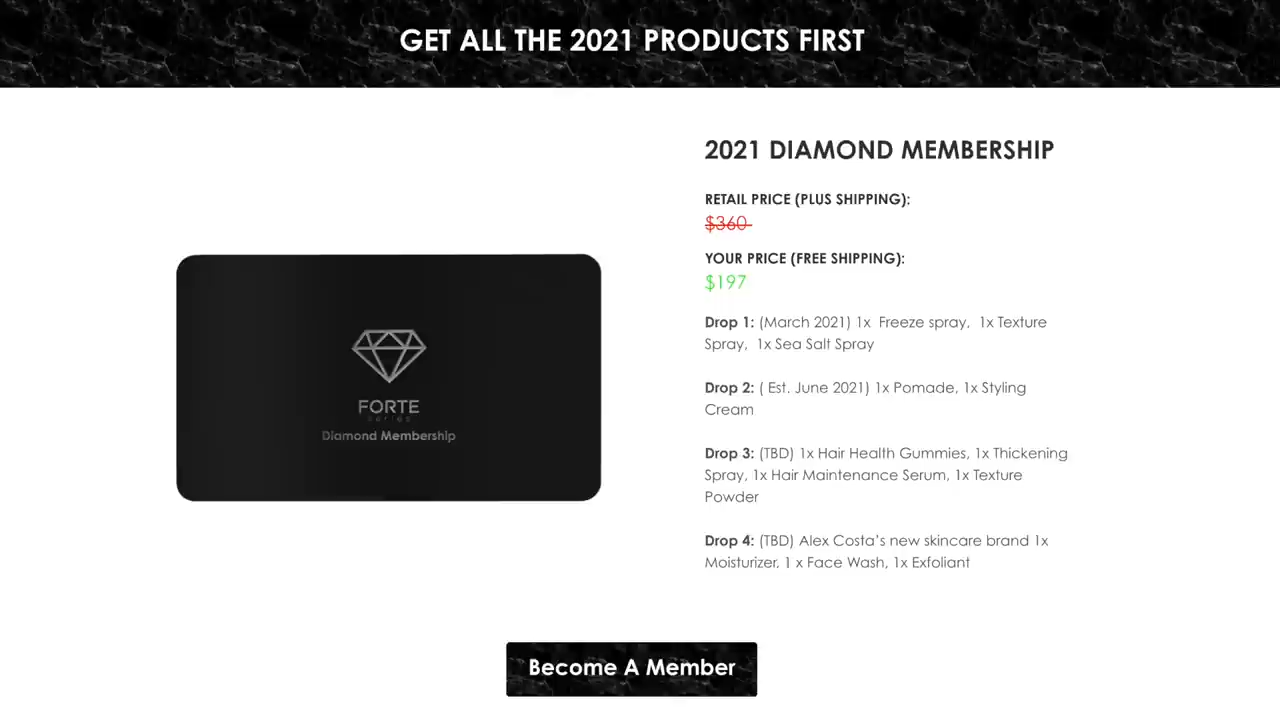 GET ALL THE 2021 PRODUCTS FIRST
2021 DIAMOND MEMBERSHIP
RETAIL PRICE (PLUS SHIPPING):
$360
YOUR PRICE (FREE SHIPPING):
$197
Drop 1: (March 2021) 1x Freeze spray, 1x Texture
Spray, 1x Sea Salt Spray
Drop 2: ( Est. June 2021) 1x Pomade, 1x Styling
Cream
Drop 3: (TBD) 1x Hair Health Gummies, 1x Thickening
Spray, 1x Hair Maintenance Serum, 1x Texture
Powder
Drop 4: (TBD) Alex Costa’s new skincare brand 1x
Moisturizer, 1 x Face Wash, 1x Exfoliant
FORTE
series
Diamond Membership
Become A Member